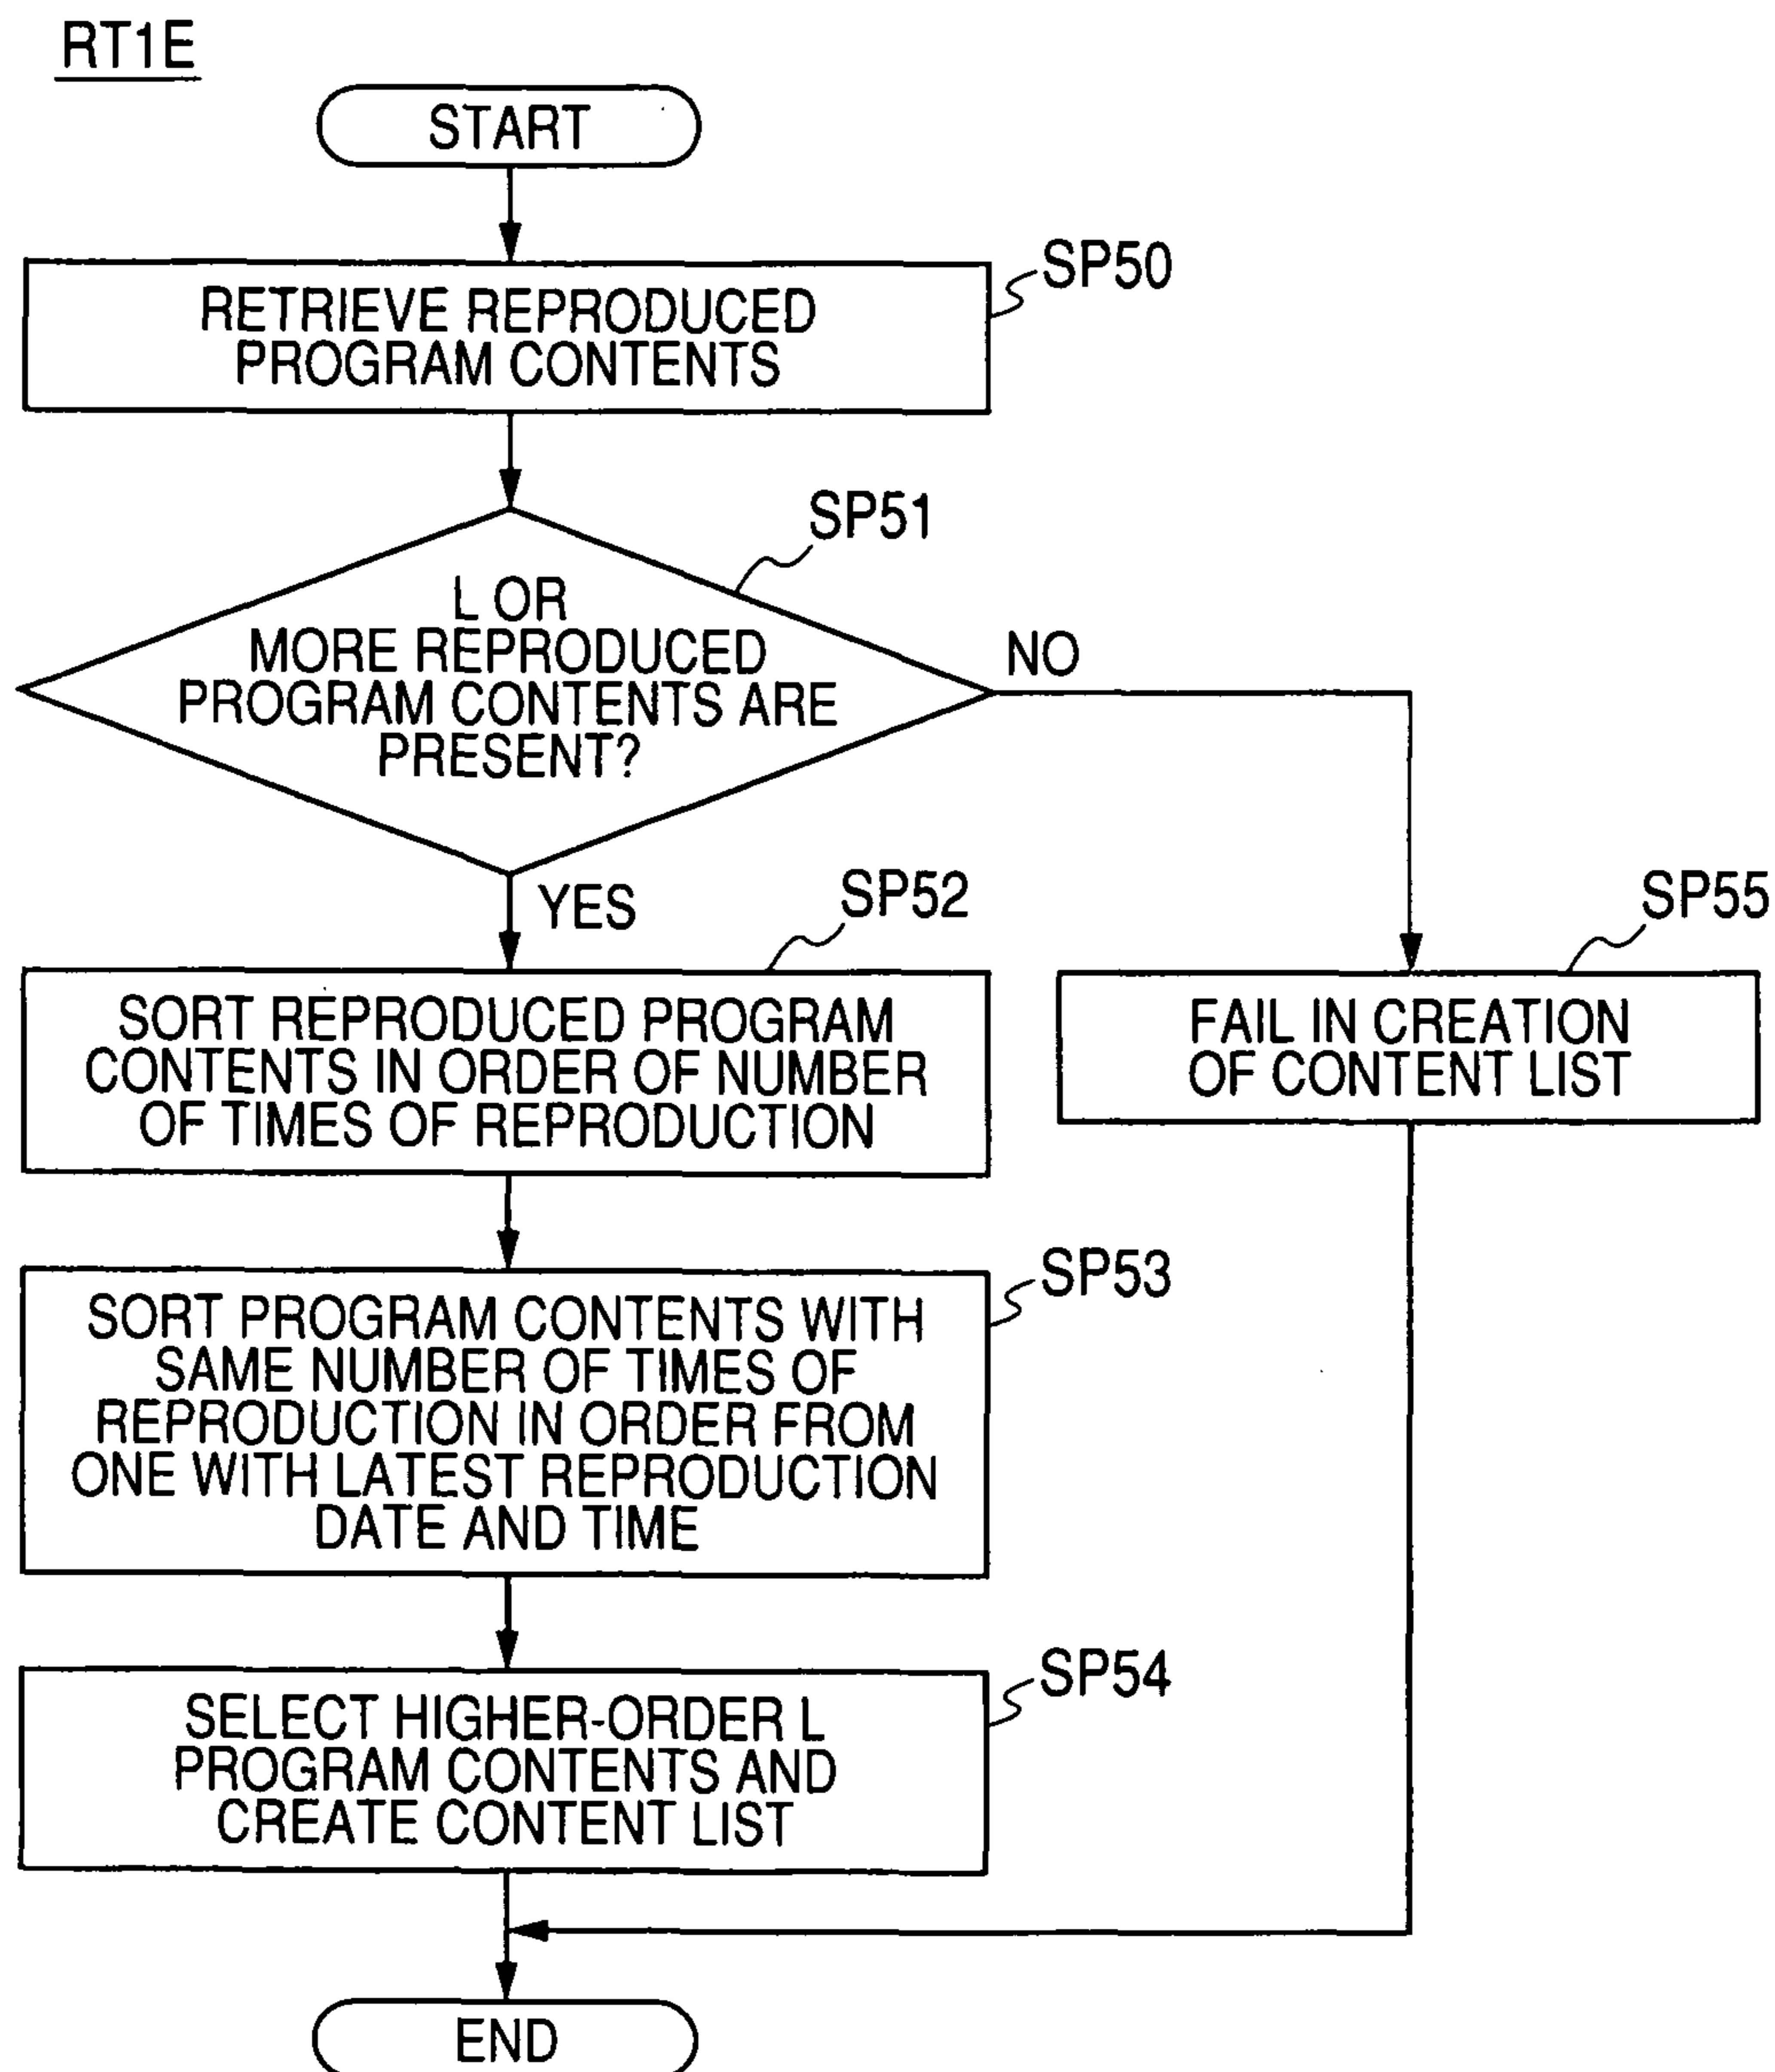 RT1E
START
SP50
RETRIEVE REPRODUCED
PROGRAM CONTENTS
SP51
L OR
MORE REPRODUCED
PROGRAM CONTENTS ARE
PRESENT?
NO
YES
SP52
SORT REPRODUCED PROGRAM
CONTENTS IN ORDER OF NUMBER
OF TIMES OF REPRODUCTION
SP55
FAIL IN CREATION
OF CONTENT LIST
SP53
SORT PROGRAM CONTENTS WITH
SAME NUMBER OF TIMES OF
REPRODUCTION IN ORDER FROM
ONE WITH LATEST REPRODUCTION
DATE AND TIME
SP54
SELECT HIGHER-ORDER L
PROGRAM CONTENTS AND
CREATE CONTENT LIST
END